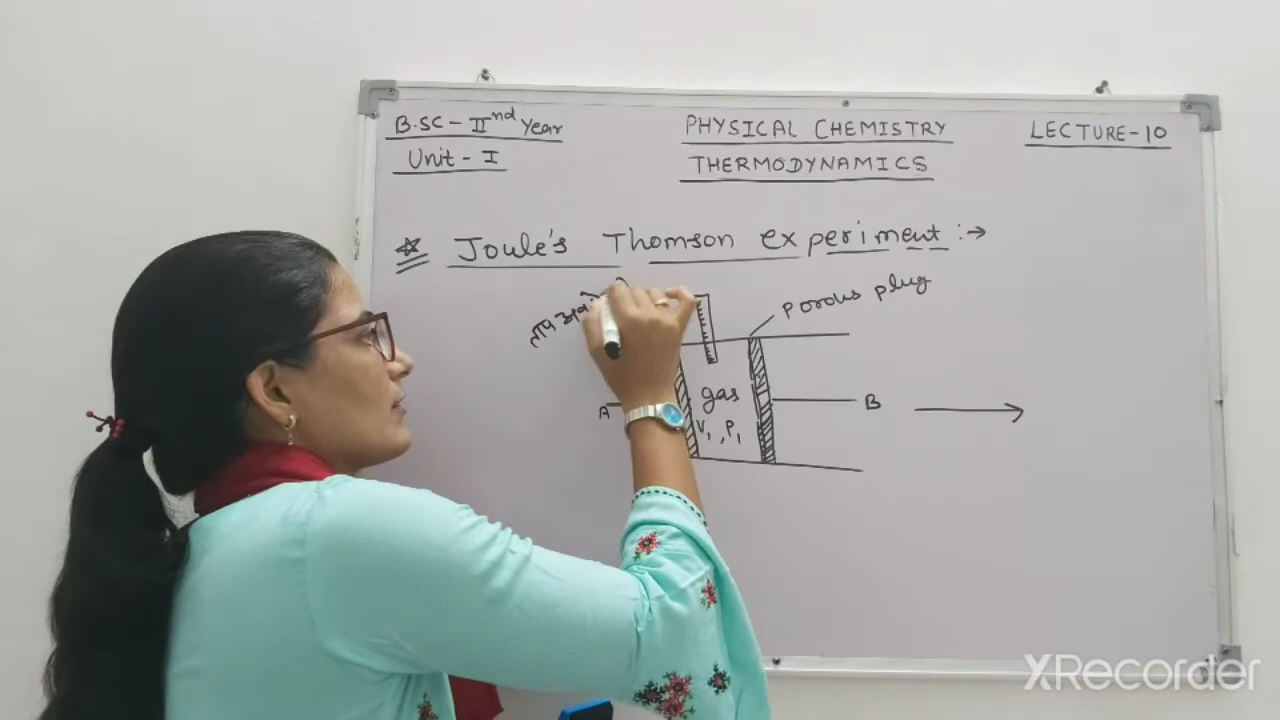 B.SC - IInd Year
Unit - I
PHYSICAL CHEMISTRY
THERMODYNAMICS
LECTURE-10
Joule's Thomson experiment :→
Porous plug
gas
V1, P1
A
B
XRecorder